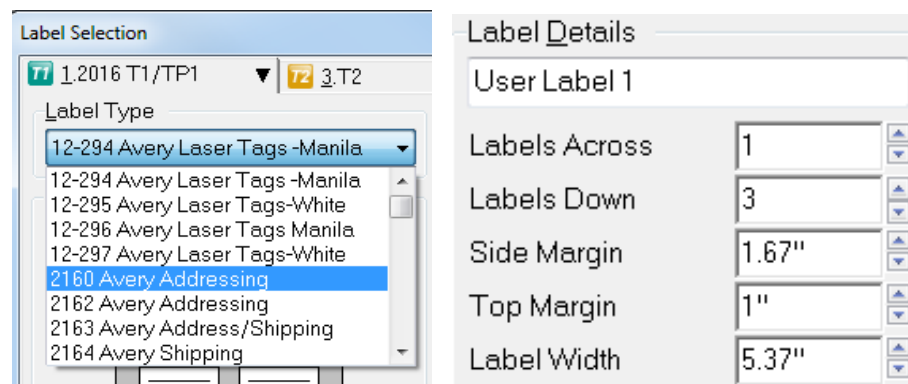 Label Selection
T1 1.2016 T1/TP1 T2 3.T2
Label Type
12-294 Avery Laser Tags -Manila
12-294 Avery Laser Tags -Manila
12-295 Avery Laser Tags-White
12-296 Avery Laser Tags Manila
12-297 Avery Laser Tags-White
2160 Avery Addressing
2162 Avery Addressing
2163 Avery Address/Shipping
2164 Avery Shipping
Label Details
User Label 1
Labels Across 1
Labels Down 3
Side Margin 1.67"
Top Margin 1"
Label Width 5.37"